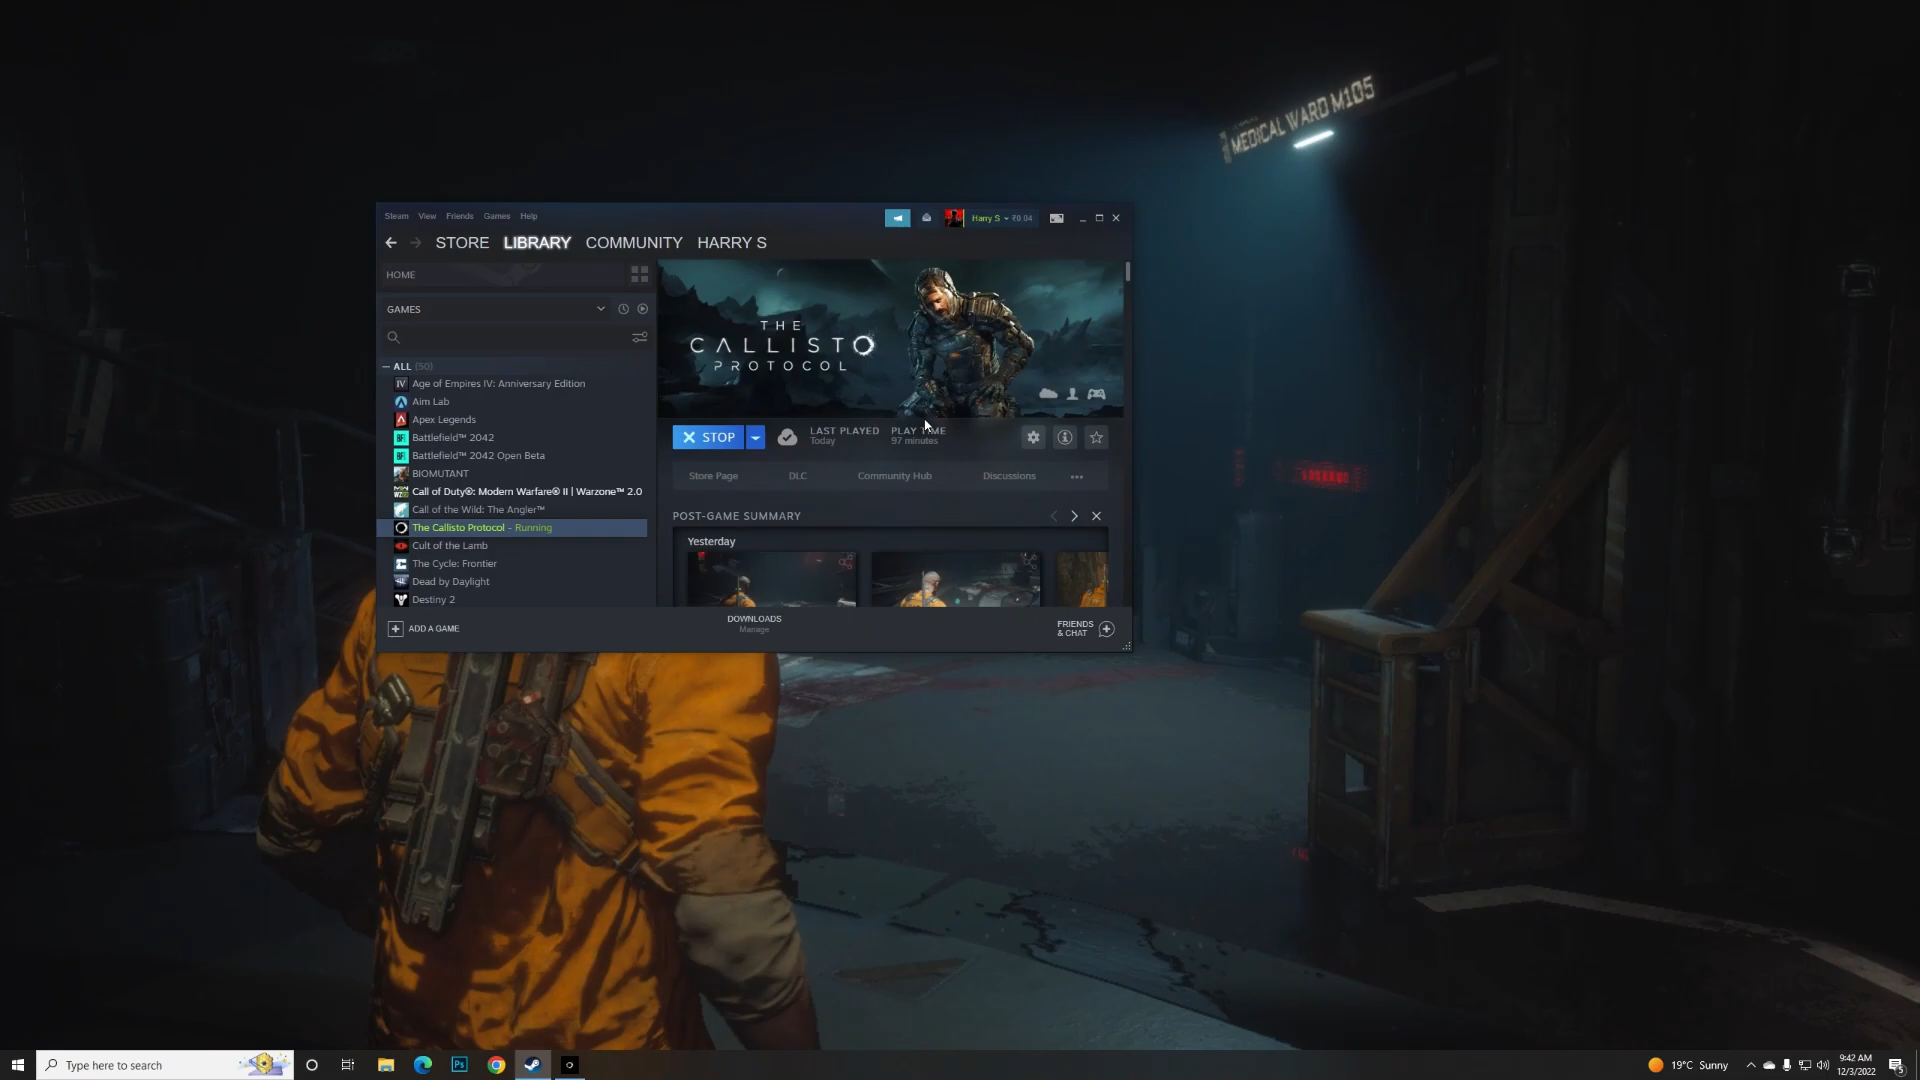 MEDICAL WARD M105
Steam View Friends Games Help
Harry S ₹0.04
STORE LIBRARY COMMUNITY HARRY S
HOME
GAMES
ALL (50)
Age of Empires IV: Anniversary Edition
Aim Lab
Apex Legends
Battlefield™ 2042
Battlefield™ 2042 Open Beta
BIOMUTANT
Call of Duty®: Modern Warfare® II | Warzone™ 2.0
Call of the Wild: The Angler™
The Callisto Protocol - Running
Cult of the Lamb
The Cycle: Frontier
Dead by Daylight
Destiny 2
ADD A GAME
THE
CALLISTO
PROTOCOL
STOP
LAST PLAYED
Today
PLAY TIME
97 minutes
Store Page DLC Community Hub Discussions
POST-GAME SUMMARY
Yesterday
DOWNLOADS
Manage
FRIENDS
& CHAT
Type here to search
Ps
19°C Sunny
9:42 AM
12/3/2022
5